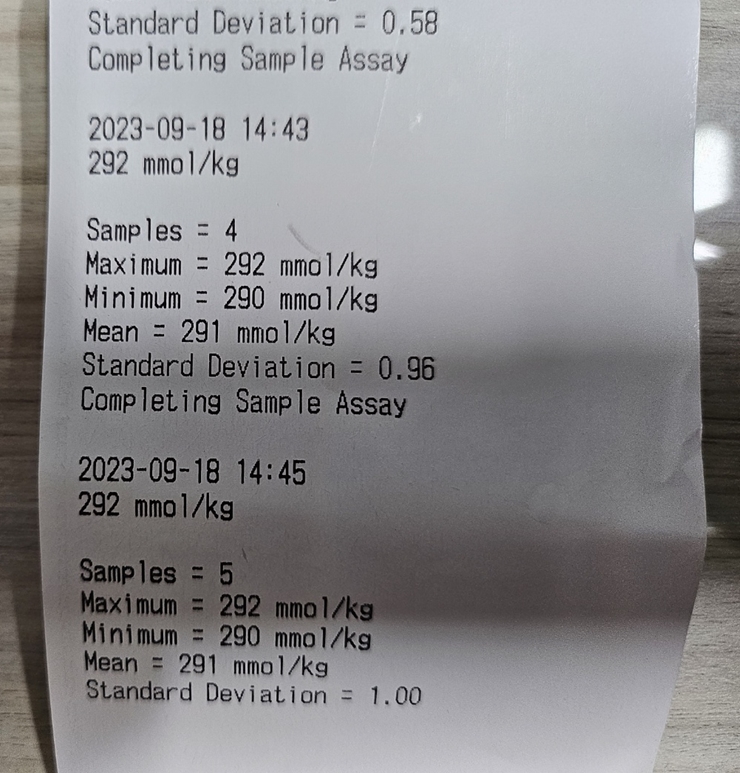 Standard Deviation = 0.58
Completing Sample Assay
2023-09-18 14:43
292 mmol/kg
Samples = 4
Maximum = 292 mmol/kg
Minimum = 290 mmol/kg
Mean = 291 mmol/kg
Standard Deviation = 0.96
Completing Sample Assay
2023-09-18 14:45
292 mmol/kg
Samples = 5
Maximum = 292 mmol/kg
Minimum = 290 mmol/kg
Mean = 291 mmol/kg
Standard Deviation = 1.00